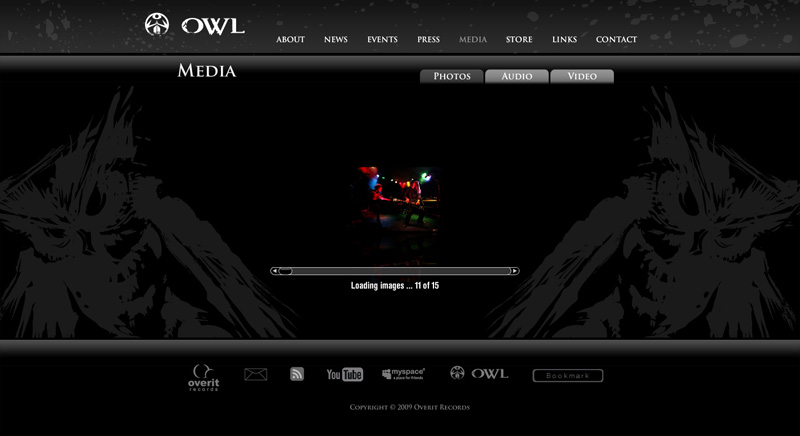 OWL
ABOUT NEWS EVENTS PRESS MEDIA STORE LINKS CONTACT
MEDIA
PHOTOS AUDIO VIDEO
Loading images ... 11 of 15
overit
records
YouTube
myspace
a place for friends
OWL
Bookmark
COPYRIGHT © 2009 OVERIT RECORDS